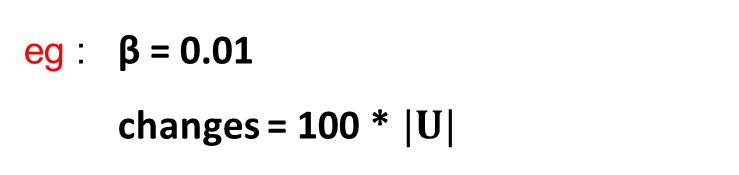 eg : β = 0.01
changes = 100 * |U|